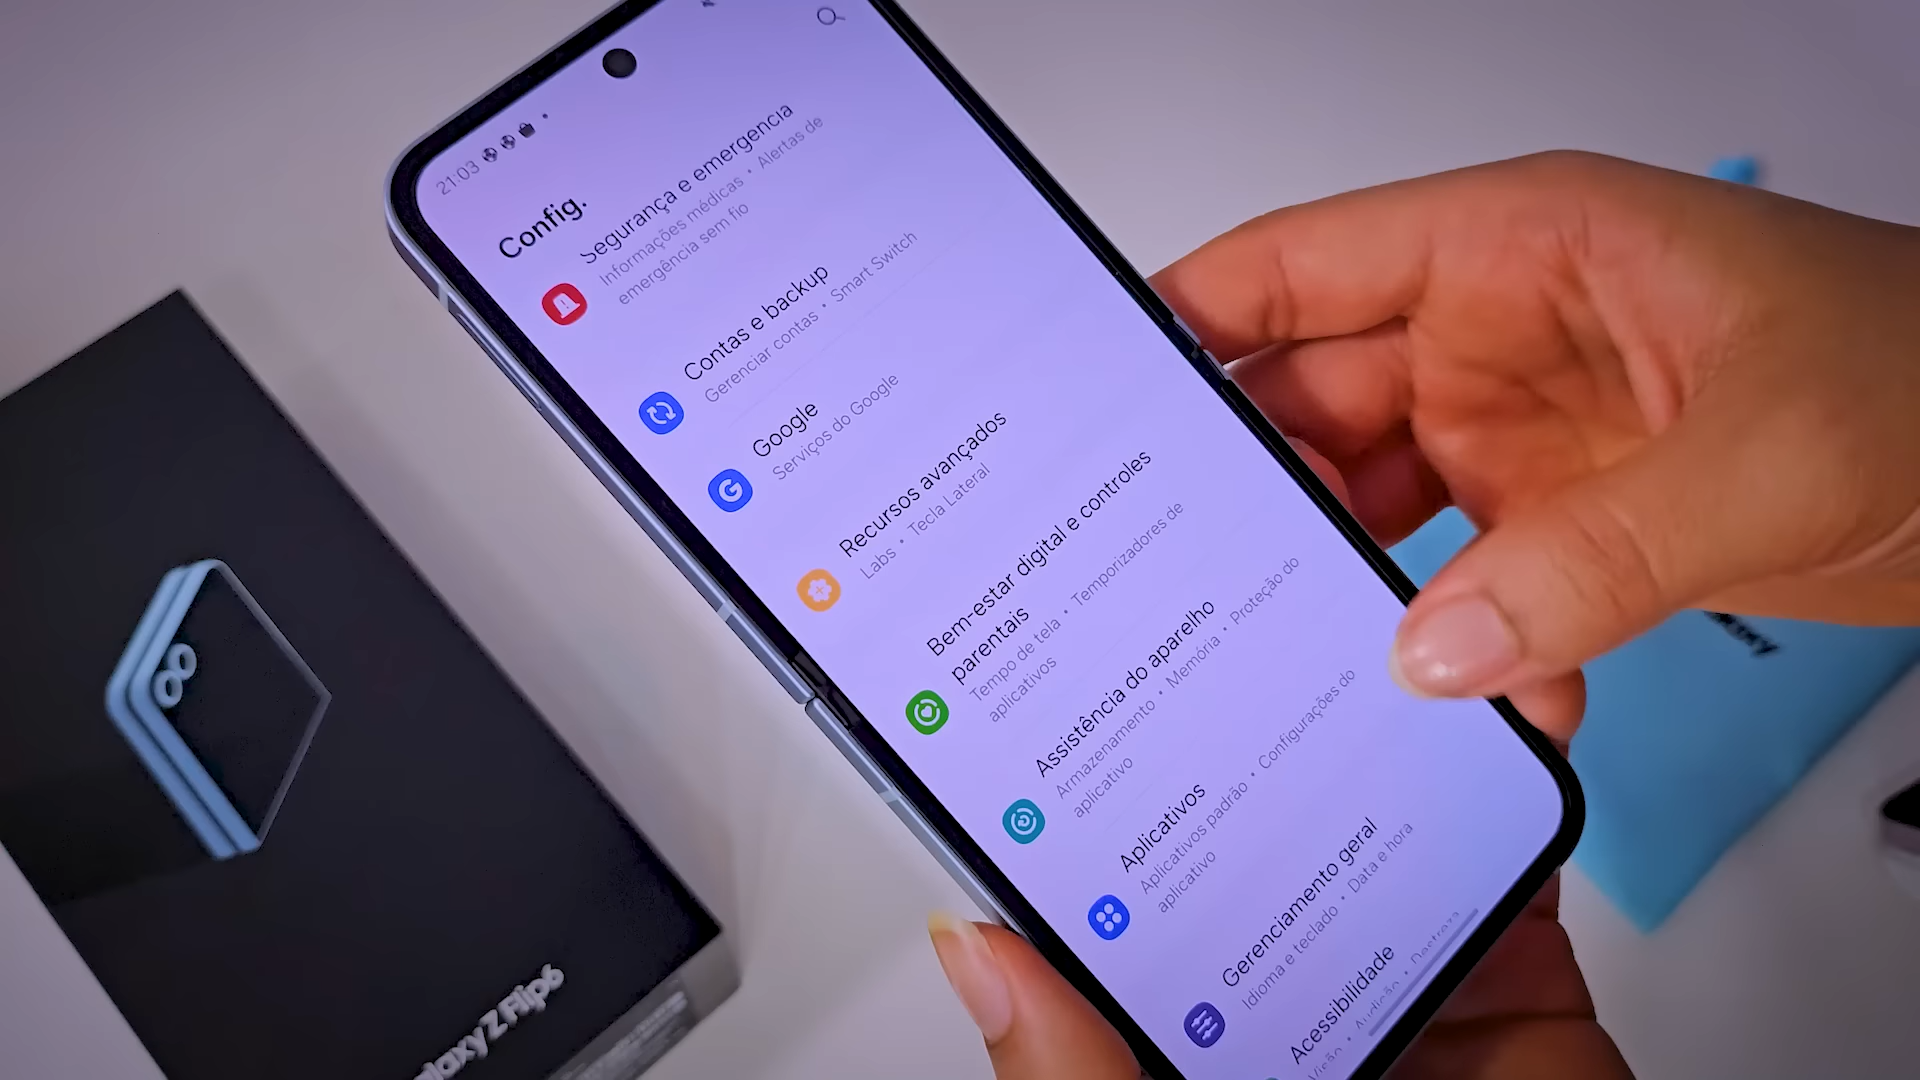 21:03
Config.
Segurança e emergência
Informações médicas • Alertas de
emergência sem fio
Contas e backup
Gerenciar contas • Smart Switch
Google
Serviços do Google
Recursos avançados
Labs • Tecla Lateral
Bem-estar digital e controles
parentais
Tempo de tela • Temporizadores de
aplicativos
Assistência do aparelho
Armazenamento • Memória • Proteção do
aplicativo
Aplicativos
Aplicativos padrão • Configurações do
aplicativo
Gerenciamento geral
Idioma e teclado • Data e hora
Acessibilidade
Visão • Audição •
Z Flip6